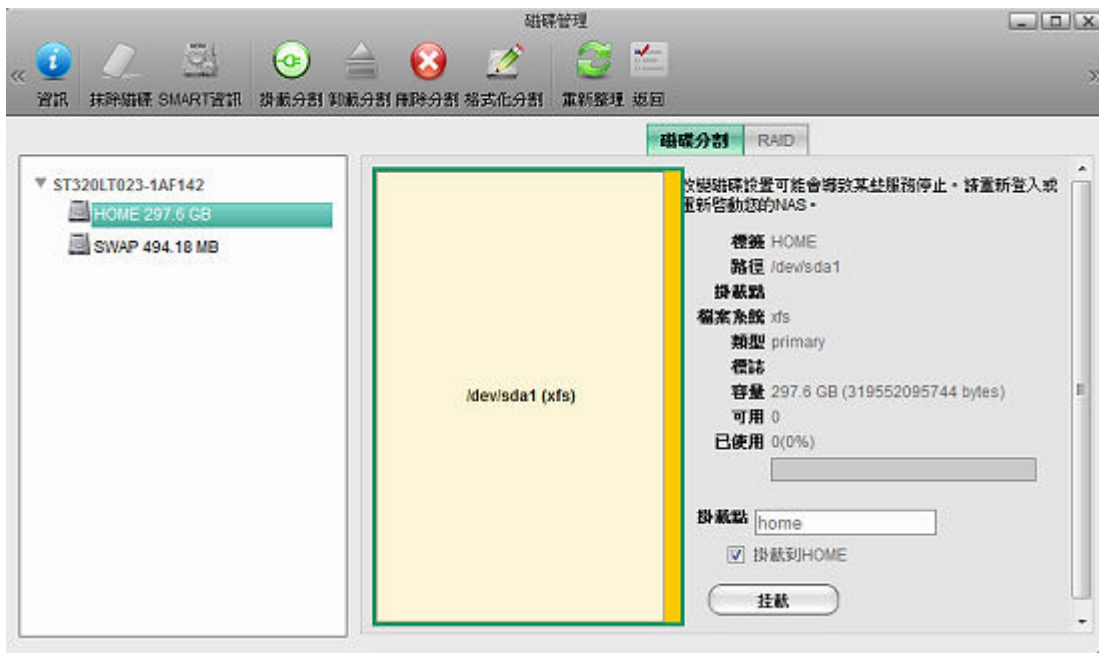 磁碟管理
資訊 抹除磁碟 SMART資訊 掛載分割 卸載分割 刪除分割 格式化分割 重新整理 返回
磁碟分割 RAID
ST320LT023-1AF142
HOME 297.6 GB
SWAP 494.18 MB
/dev/sda1 (xfs)
改變磁碟設置可能會導致某些服務停止。請重新登入或
重新啓動您的NAS。
標籤 HOME
路徑 /dev/sda1
掛載點
檔案系統 xfs
類型 primary
標誌
容量 297.6 GB (319552095744 bytes)
可用 0
已使用 0(0%)
掛載點 home
掛載到HOME
挂載